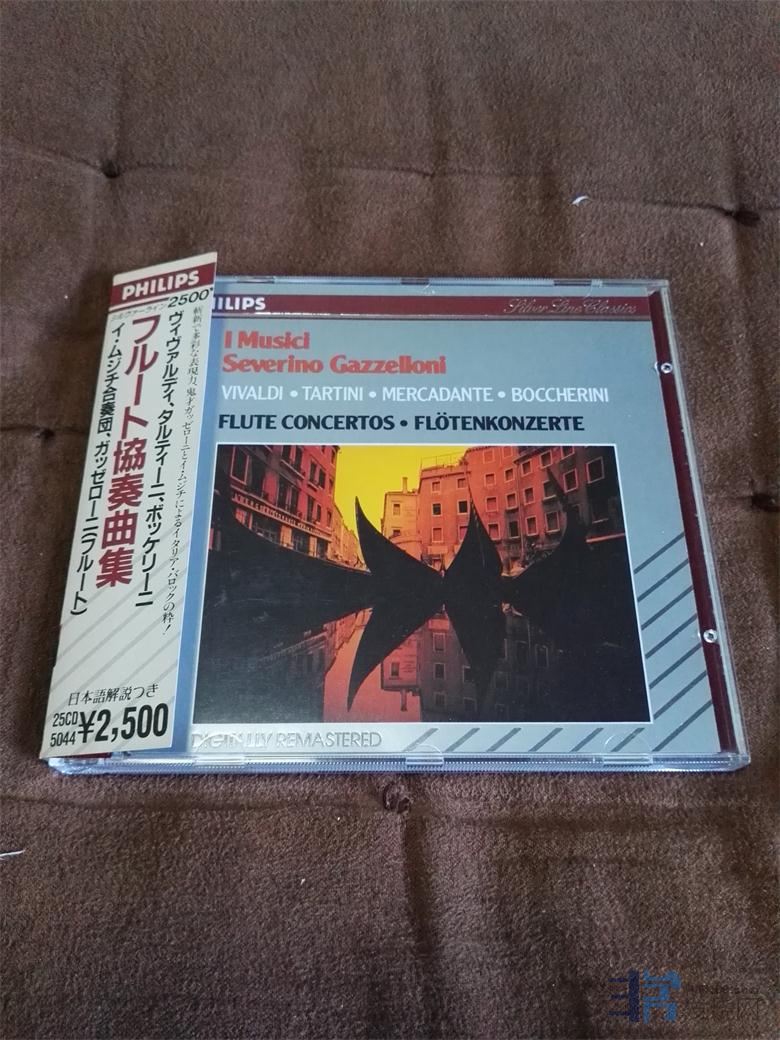 PHILIPS
シルヴァーライン2500
斬新で多彩な表現力、鬼才ガッゼローニとイ・ムジチによるイタリア・バロックの粋!
ヴィヴァルディ、タルティーニ、ボッケリーニ
フルート協奏曲集
イ・ムジチ合奏団、ガッゼローニ(フルート)
日本語解説つき
25CD
5044 ¥2,500
ILIPS
Silver Line Classics
I Musici
Severino Gazzelloni
VIVALDI • TARTINI • MERCADANTE • BOCCHERINI
FLUTE CONCERTOS • FLÖTENKONZERTE
DIGITALLY REMASTERED